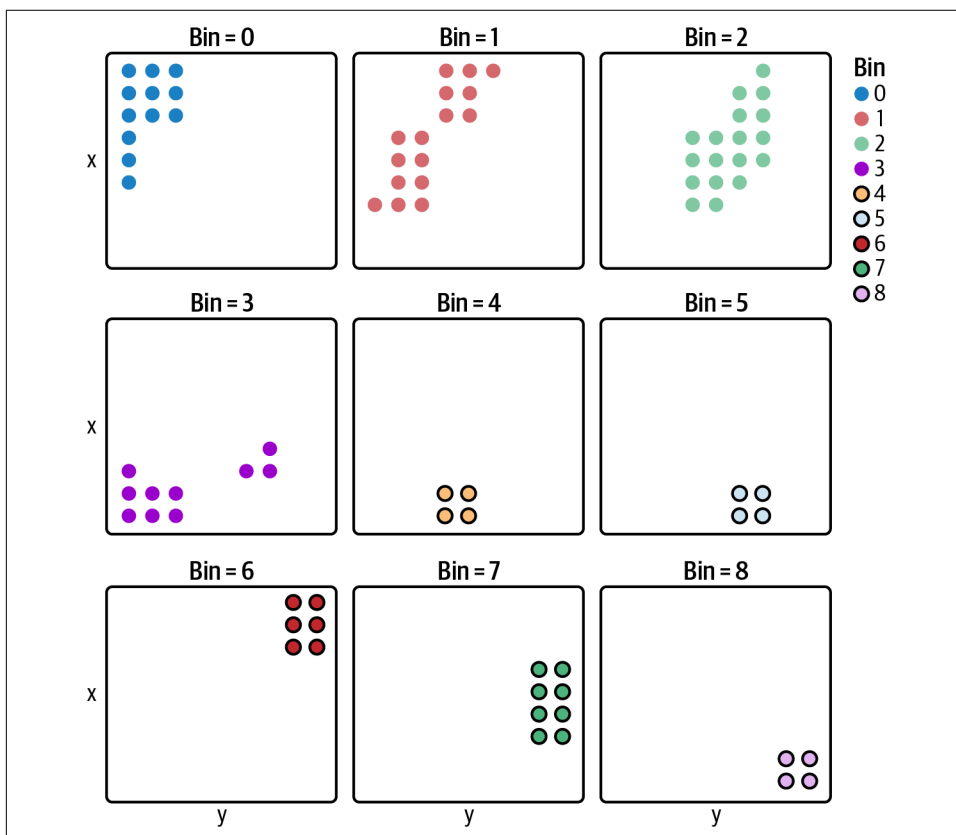 Bin = 0
Bin = 1
Bin = 2
x
Bin
0
1
2
3
4
5
6
7
8
Bin = 3
Bin = 4
Bin = 5
x
Bin = 6
Bin = 7
Bin = 8
x
y
y
y